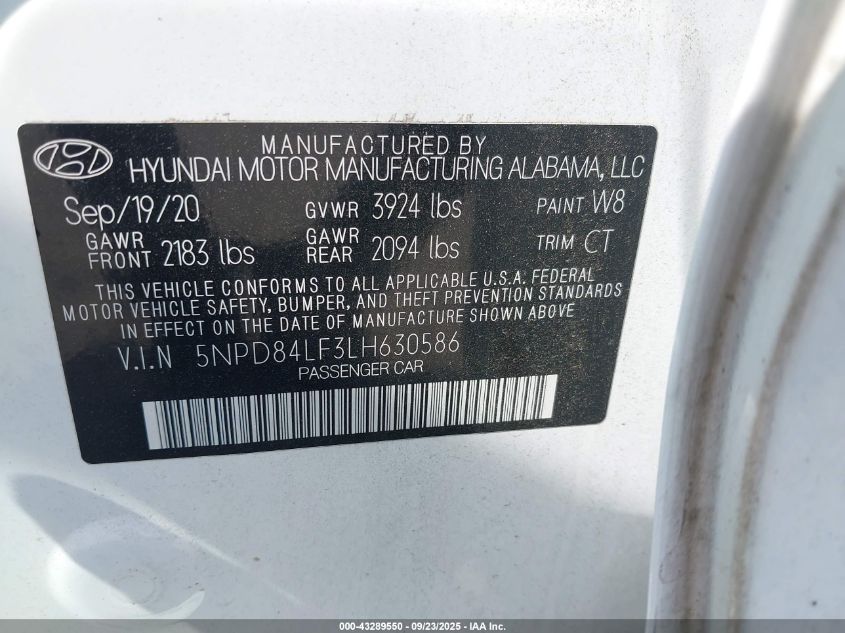 MANUFACTURED BY
HYUNDAI MOTOR MANUFACTURING ALABAMA, LLC
Sep/19/20 GVWR 3924 lbs PAINT W8
GAWR FRONT 2183 lbs GAWR REAR 2094 lbs TRIM CT
THIS VEHICLE CONFORMS TO ALL APPLICABLE U.S.A. FEDERAL
MOTOR VEHICLE SAFETY, BUMPER, AND THEFT PREVENTION STANDARDS
IN EFFECT ON THE DATE OF MANUFACTURE SHOWN ABOVE
V.I.N 5NPD84LF3LH630586
PASSENGER CAR
000-43289550 - 09/23/2025 - IAA Inc.